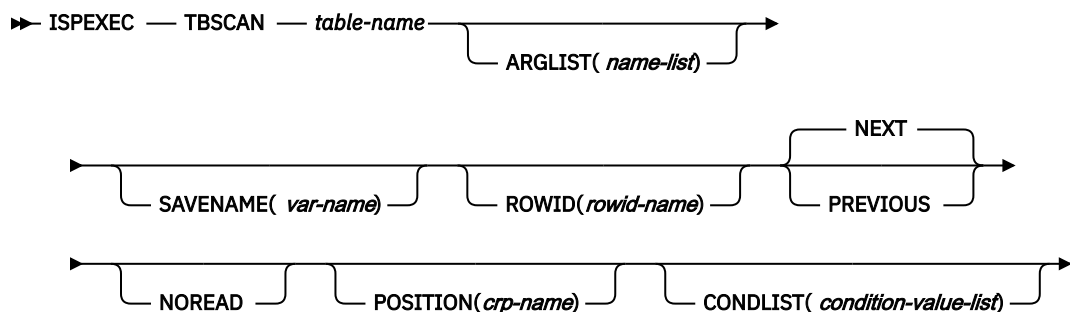 ISPEXEC TBSCAN table-name
ARGLIST( name-list)
NEXT
SAVENAME( var-name) ROWID(rowid-name) PREVIOUS
NOREAD POSITION(crp-name) CONDLIST( condition-value-list)